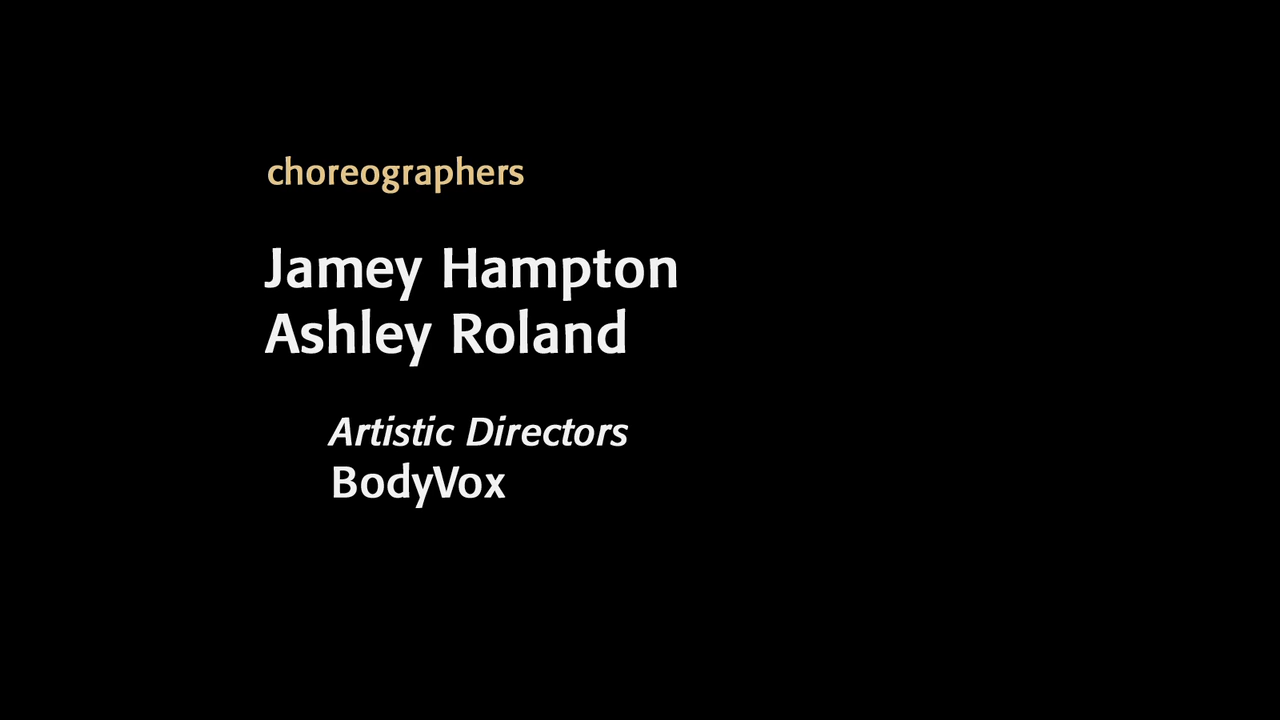 choreographers
Jamey Hampton
Ashley Roland
Artistic Directors
BodyVox